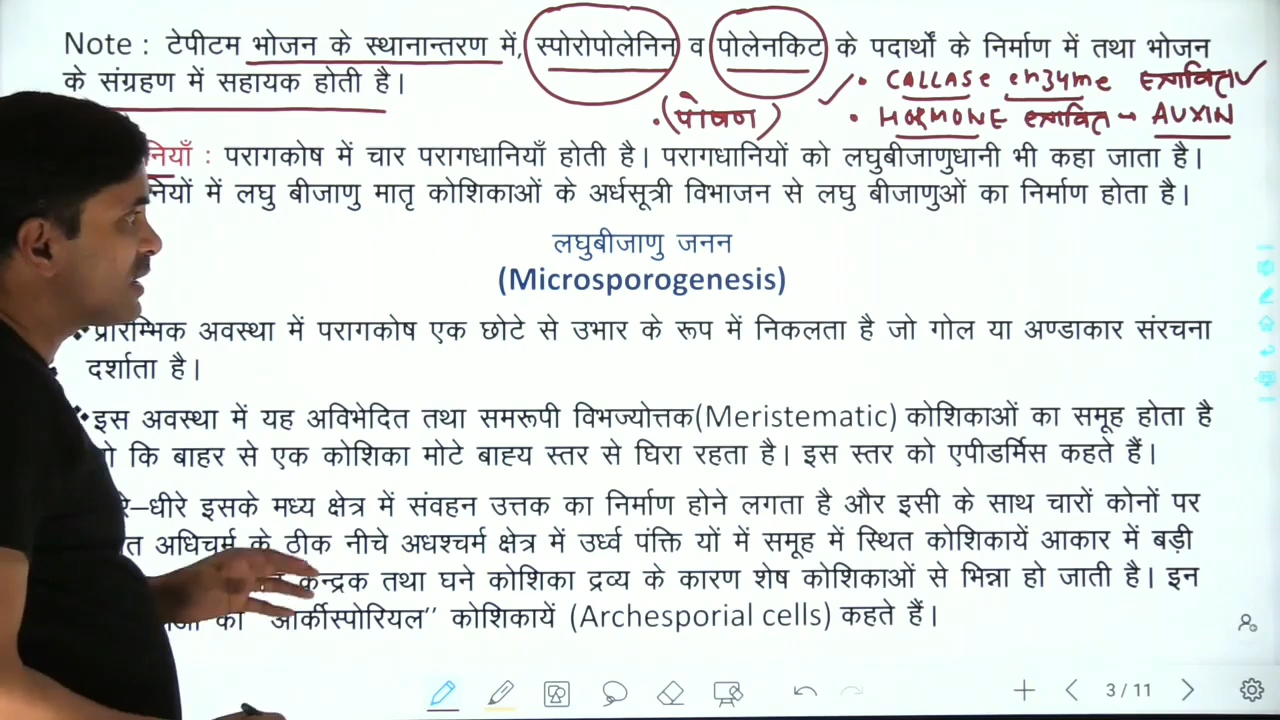 Note : टेपीटम भोजन के स्थानान्तरण में, स्पोरोपोलेनिन व पोलेनकिट के पदार्थों के निर्माण में तथा भोजन
के संग्रहण में सहायक होती है।
• CALLASE enzyme स्त्रावित
• (पोषण)
• HORMONE स्त्रावित → AUXIN
नियाँ : परागकोष में चार परागधानियाँ होती है। परागधानियों को लघुबीजाणुधानी भी कहा जाता है।
नियों में लघु बीजाणु मातृ कोशिकाओं के अर्धसूत्री विभाजन से लघु बीजाणुओं का निर्माण होता है।
लघुबीजाणु जनन
(Microsporogenesis)
प्रारम्भिक अवस्था में परागकोष एक छोटे से उभार के रूप में निकलता है जो गोल या अण्डाकार संरचना
दर्शाता है।
इस अवस्था में यह अविभेदित तथा समरूपी विभज्योत्तक(Meristematic) कोशिकाओं का समूह होता है
कि बाहर से एक कोशिका मोटे बाह्य स्तर से घिरा रहता है। इस स्तर को एपीडर्मिस कहते हैं।
रे–धीरे इसके मध्य क्षेत्र में संवहन उत्तक का निर्माण होने लगता है और इसी के साथ चारों कोनों पर
त अधिचर्म के ठीक नीचे अधश्चर्म क्षेत्र में उर्ध्व पंक्ति यों में समूह में स्थित कोशिकायें आकार में बड़ी
केन्द्रक तथा घने कोशिका द्रव्य के कारण शेष कोशिकाओं से भिन्ना हो जाती है। इन
को "आर्कीस्पोरियल" कोशिकायें (Archesporial cells) कहते हैं।
3 / 11